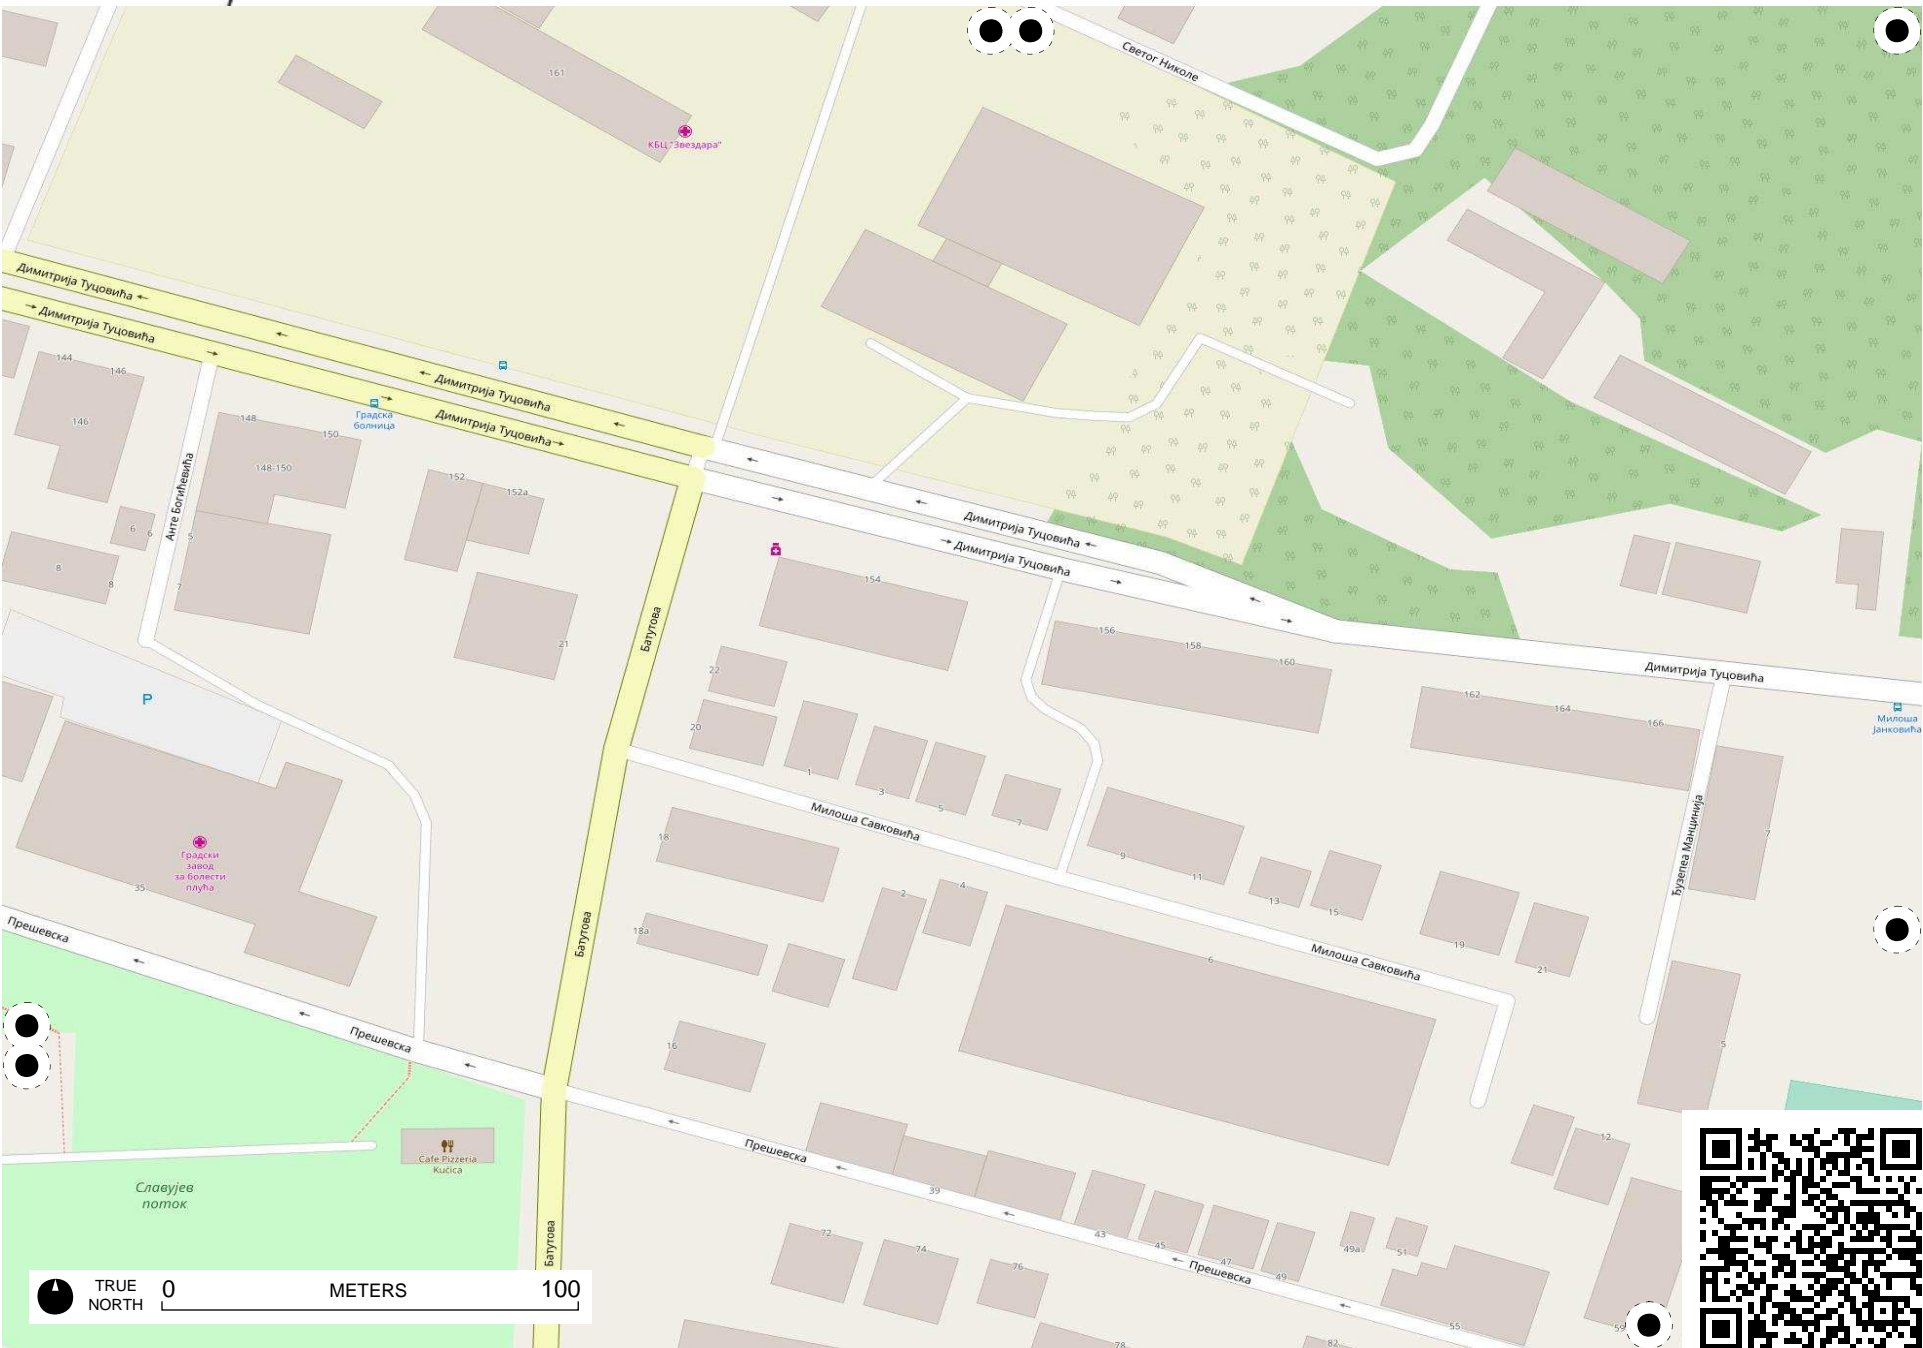 Светог Николе
161
КБЦ "Звездара"
Димитрија Туцовића
Димитрија Туцовића
Димитрија Туцовића
Димитрија Туцовића
Градска
болница
144
146
146
148
150
148-150
152
152а
Анте Богићевића
6
6
5
8
8
7
21
Батутова
Димитрија Туцовића
Димитрија Туцовића
154
156
158
160
Димитрија Туцовића
162
164
166
Милоша
Јанковића
22
20
1
3
5
7
P
Милоша Савковића
18
9
11
13
15
Ђузепеа Манцинија
7
Градски
завод
за болести
плућа
35
2
4
Прешевска
18а
Батутова
6
Милоша Савковића
19
21
Прешевска
16
5
Cafe Pizzeria
Kućica
Славујев
поток
Прешевска
12
39
43
45
47
49
49а
51
72
74
76
Прешевска
Батутова
TRUE
NORTH
0
METERS
100
55
59
78
82